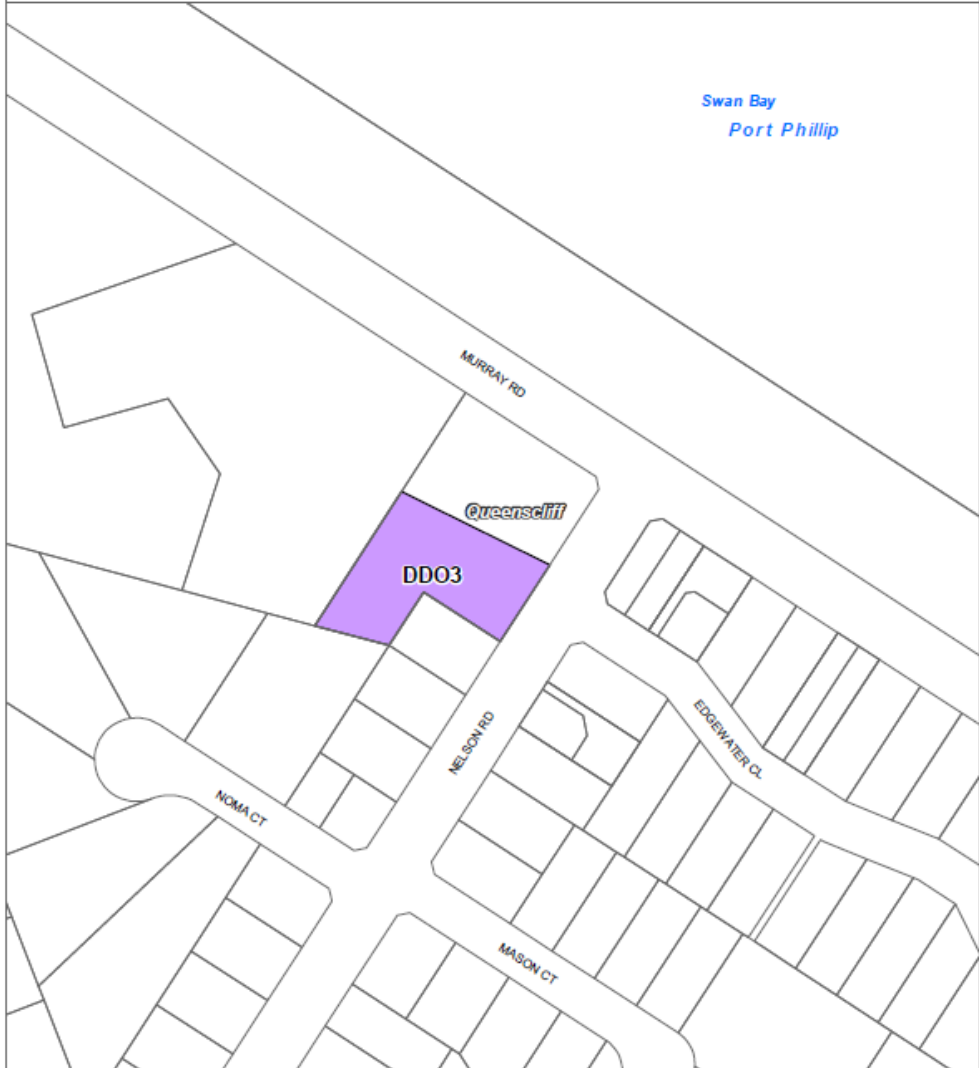 Swan Bay
Port Phillip
MURRAY RD
Queenscliff
DDO3
EDGEWATER CL
NELSON RD
NOMA CT
MASON CT